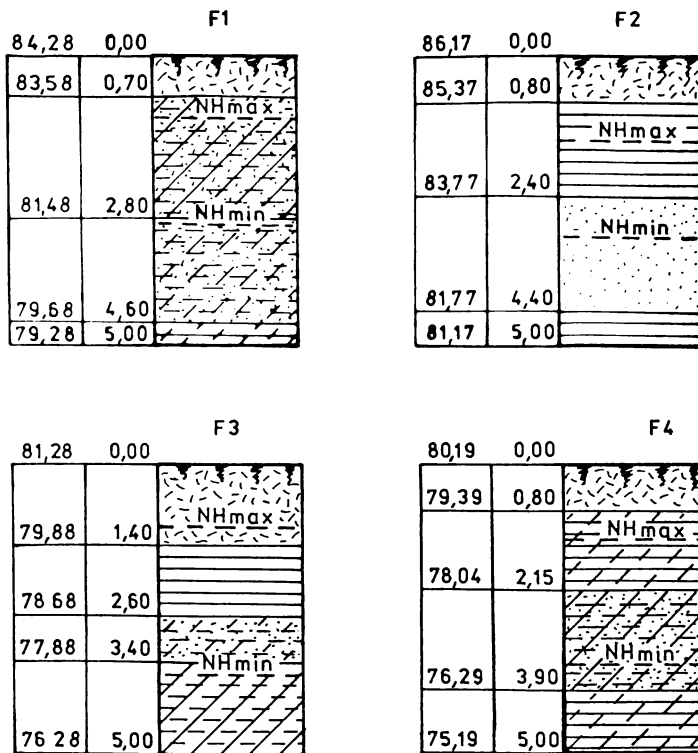 F1
84,28 0,00
83,58 0,70
NHmax
81,48 2,80
NHmin
79,68 4,60
79,28 5,00
F2
86,17 0,00
85,37 0,80
NHmax
83,77 2,40
NHmin
81,77 4,40
81,17 5,00
F3
81,28 0,00
NHmax
79,88 1,40
78 68 2,60
77,88 3,40
NHmin
76 28 5,00
F4
80,19 0,00
79,39 0,80
NHmax
78,04 2,15
NHmin
76,29 3,90
75,19 5,00